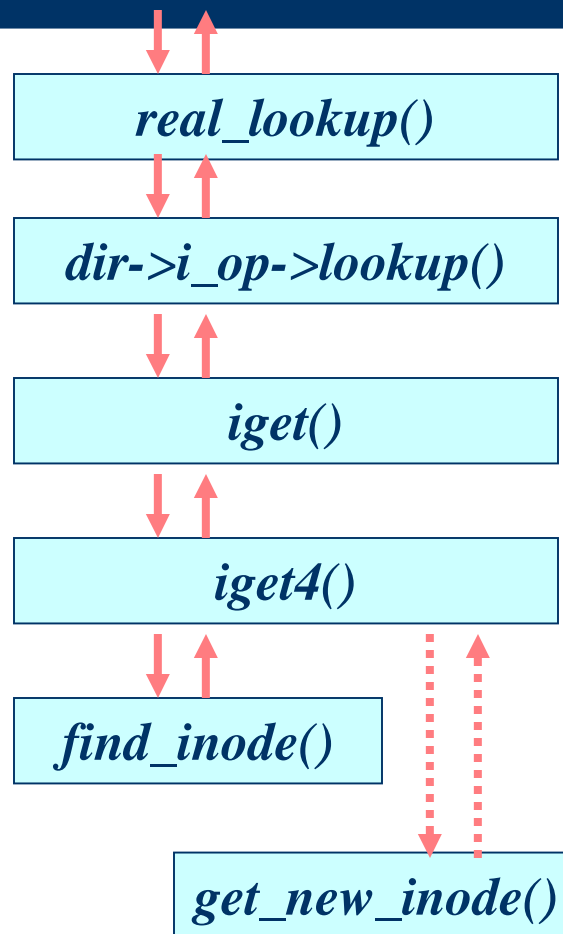 real_lookup()
dir->i_op->lookup()
iget()
iget4()
find_inode()
get_new_inode()